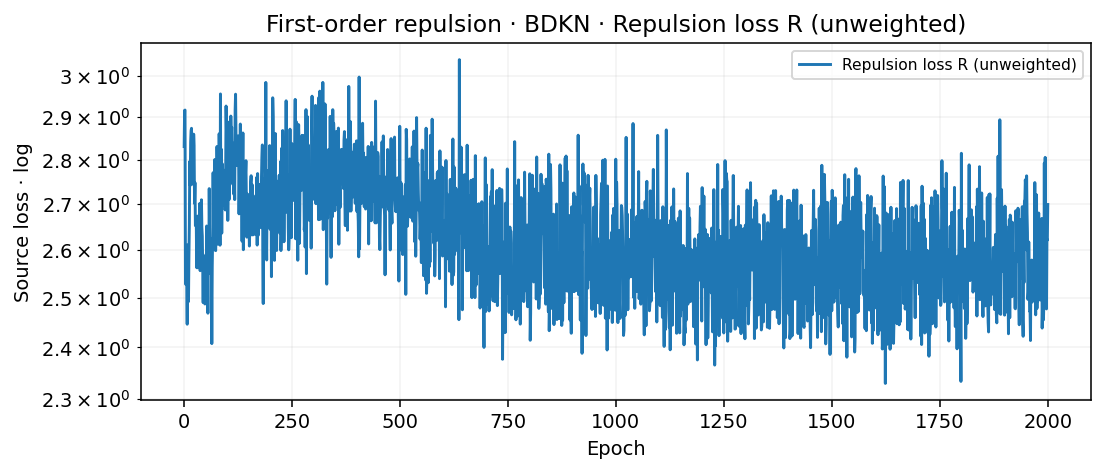 First-order repulsion · BDKN · Repulsion loss R (unweighted)
Repulsion loss R (unweighted)
Source loss · log
3 × 10⁰
2.9 × 10⁰
2.8 × 10⁰
2.7 × 10⁰
2.6 × 10⁰
2.5 × 10⁰
2.4 × 10⁰
2.3 × 10⁰
0 250 500 750 1000 1250 1500 1750 2000
Epoch